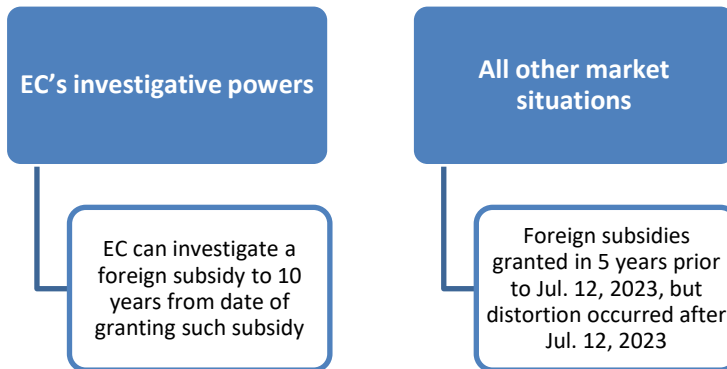 EC’s investigative powers
EC can investigate a
foreign subsidy to 10
years from date of
granting such subsidy
All other market
situations
Foreign subsidies
granted in 5 years prior
to Jul. 12, 2023, but
distortion occurred after
Jul. 12, 2023